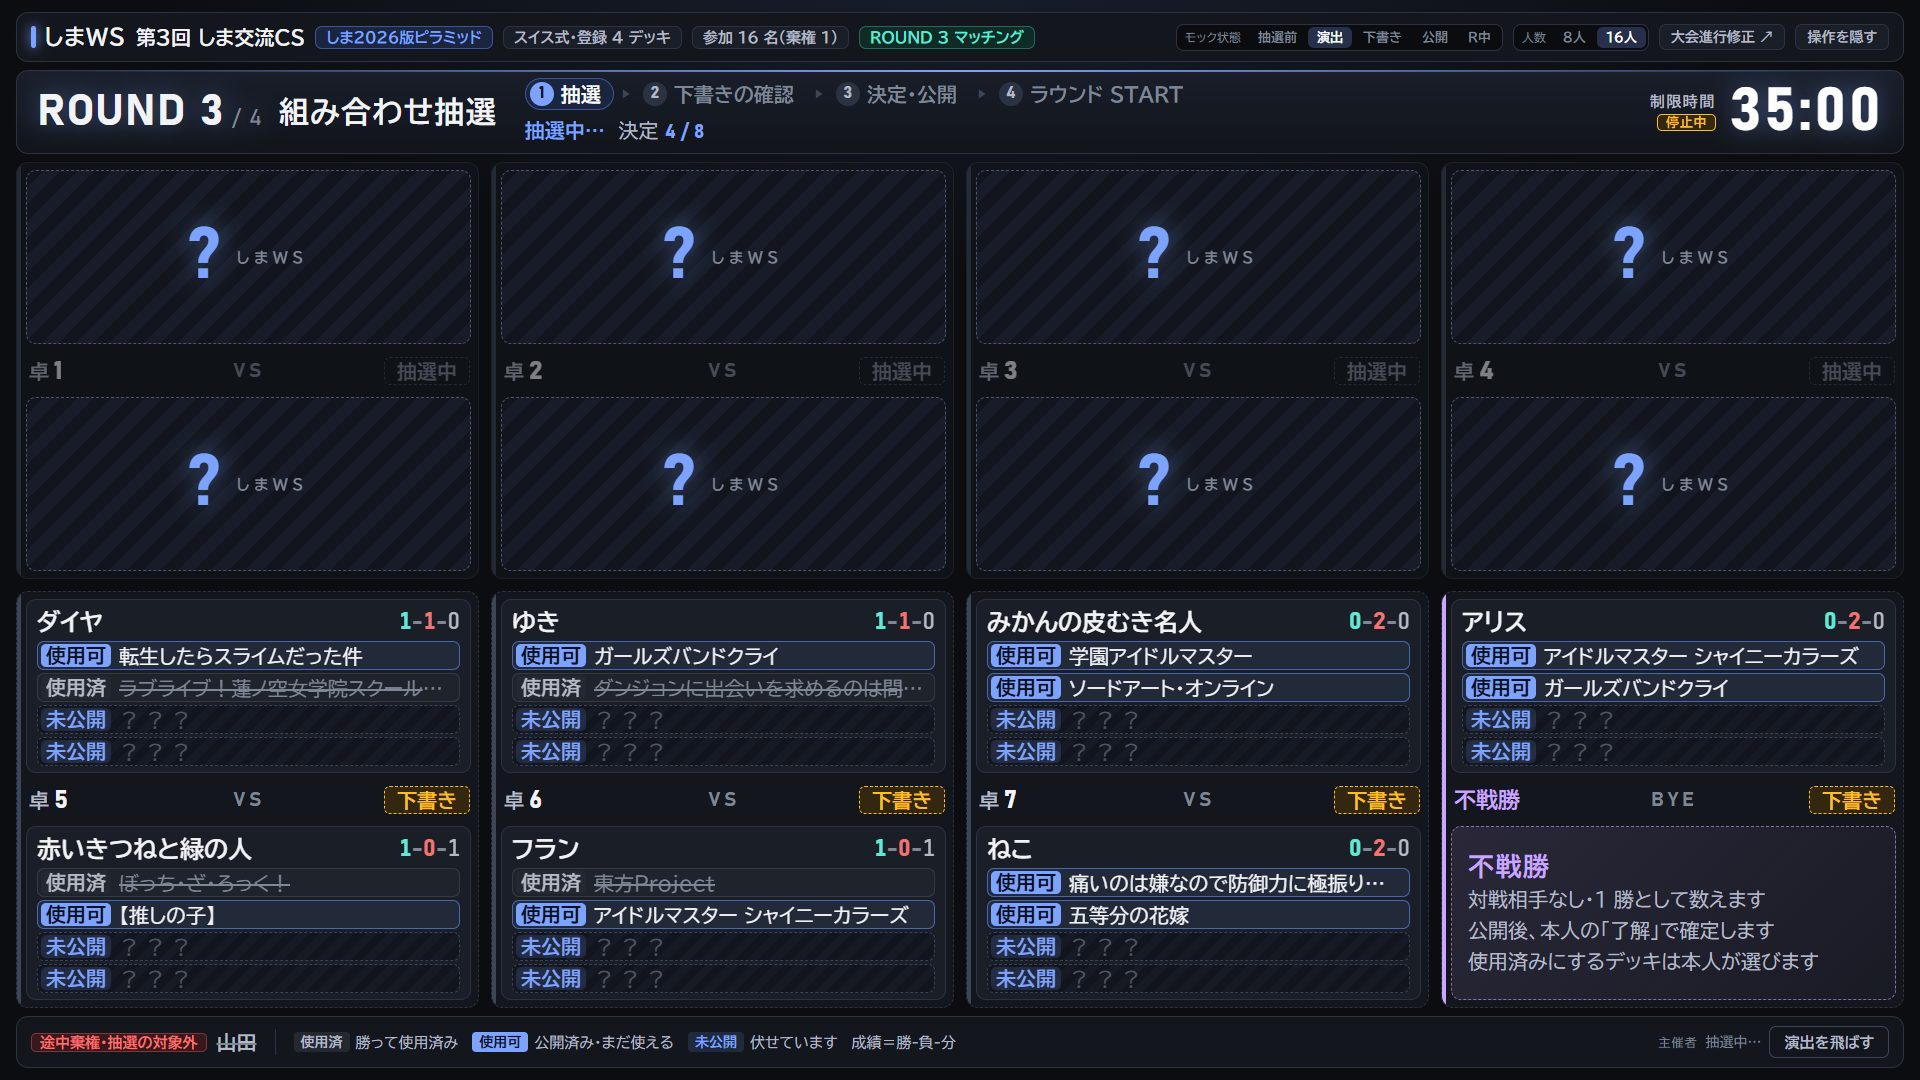 しまWS 第3回 しま交流CS しま2026版ピラミッド スイス式・登録 4 デッキ 参加 16 名(棄権 1) ROUND 3 マッチング モック状態 抽選前 演出 下書き 公開 R中 人数 8人 16人 大会進行修正 ↗ 操作を隠す
ROUND 3 / 4 組み合わせ抽選
1 抽選 ▸ 2 下書きの確認 ▸ 3 決定・公開 ▸ 4 ラウンド START
抽選中… 決定 4 / 8
制限時間 停止中 35:00
? しまWS
卓 1 VS 抽選中
? しまWS
? しまWS
卓 2 VS 抽選中
? しまWS
? しまWS
卓 3 VS 抽選中
? しまWS
? しまWS
卓 4 VS 抽選中
? しまWS
ダイヤ 1-1-0
使用可 転生したらスライムだった件
使用済 ラブライブ！蓮ノ空女学院スクール…
未公開 ？？？
未公開 ？？？
卓 5 VS 下書き
赤いきつねと緑の人 1-0-1
使用済 ぼっち・ざ・ろっく！
使用可 【推しの子】
未公開 ？？？
未公開 ？？？
ゆき 1-1-0
使用可 ガールズバンドクライ
使用済 ダンジョンに出会いを求めるのは間…
未公開 ？？？
未公開 ？？？
卓 6 VS 下書き
フラン 1-0-1
使用済 東方Project
使用可 アイドルマスター シャイニーカラーズ
未公開 ？？？
未公開 ？？？
みかんの皮むき名人 0-2-0
使用可 学園アイドルマスター
使用可 ソードアート・オンライン
未公開 ？？？
未公開 ？？？
卓 7 VS 下書き
ねこ 0-2-0
使用可 痛いのは嫌なので防御力に極振り…
使用可 五等分の花嫁
未公開 ？？？
未公開 ？？？
アリス 0-2-0
使用可 アイドルマスター シャイニーカラーズ
使用可 ガールズバンドクライ
未公開 ？？？
未公開 ？？？
不戦勝 BYE 下書き
不戦勝
対戦相手なし・1 勝として数えます
公開後、本人の「了解」で確定します
使用済みにするデッキは本人が選びます
途中棄権・抽選の対象外 山田 使用済 勝って使用済み 使用可 公開済み・まだ使える 未公開 伏せています 成績＝勝-負-分 主催者 抽選中… 演出を飛ばす